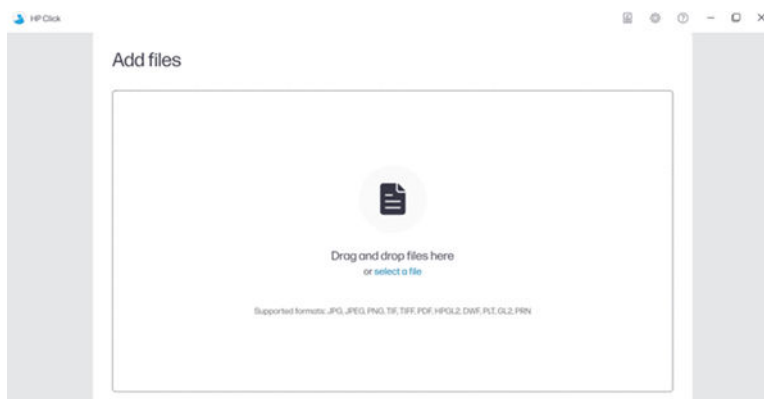 HP Click
Add files
Drag and drop files here
or select a file
Supported formats: JPG, JPEG, PNG, TIF, TIFF, PDF, HPGL2, DWF, PLT, GL2, PRN